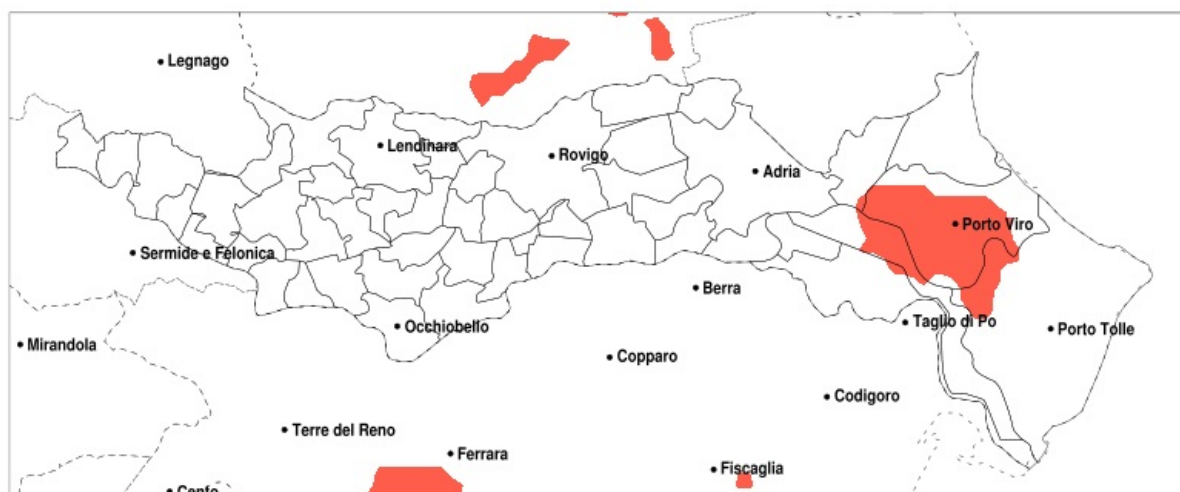 Legnago
Lendinara
Rovigo
Adria
Porto Viro
Sermide e Felonica
Berra
Occhiobello
Taglio di Po
Porto Tolle
Mirandola
Copparo
Codigoro
Terre del Reno
Ferrara
Fiscaglia
Cento